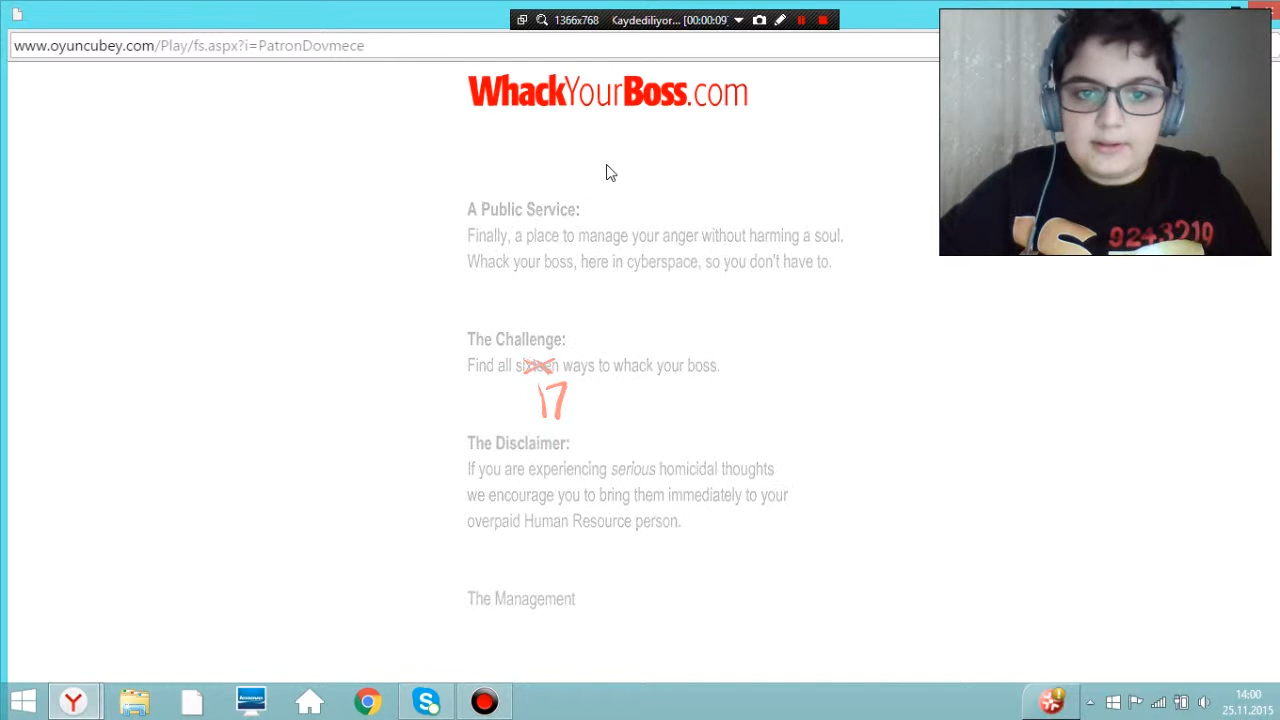 1366x768 Kaydediliyor... [00:00:09]
www.oyuncubey.com/Play/fs.aspx?i=PatronDovmece
WhackYourBoss.com
9243210
A Public Service:
Finally, a place to manage your anger without harming a soul.
Whack your boss, here in cyberspace, so you don't have to.
The Challenge:
Find all sixteen ways to whack your boss.
17
The Disclaimer:
If you are experiencing serious homicidal thoughts
we encourage you to bring them immediately to your
overpaid Human Resource person.
The Management
lenovo
14:00
25.11.2015